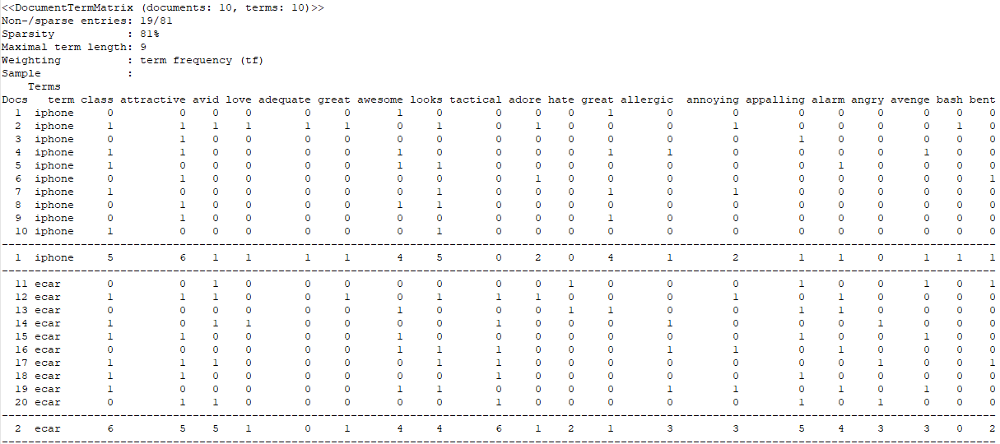 <<DocumentTermMatrix (documents: 10, terms: 10)>>
Non-/sparse entries: 19/81
Sparsity : 81%
Maximal term length: 9
Weighting : term frequency (tf)
Sample :
Terms
Docs term class attractive avid love adequate great awesome looks tactical adore hate great allergic annoying appalling alarm angry avenge bash bent
1 iphone 0 0 0 0 0 0 1 0 0 0 0 1 0 0 0 0 0 0 0 0
2 iphone 1 1 1 1 1 1 0 1 0 1 0 0 0 1 0 0 0 0 1 0
3 iphone 0 1 0 0 0 0 0 0 0 0 0 0 0 0 1 0 0 0 0 0
4 iphone 1 1 0 0 0 0 1 0 0 0 0 1 1 0 0 0 0 1 0 0
5 iphone 1 0 0 0 0 0 1 1 0 0 0 0 0 0 0 1 0 0 0 0
6 iphone 0 1 0 0 0 0 0 0 0 1 0 0 0 0 0 0 0 0 0 1
7 iphone 1 0 0 0 0 0 0 1 0 0 0 1 0 1 0 0 0 0 0 0
8 iphone 0 1 0 0 0 0 1 1 0 0 0 0 0 0 0 0 0 0 0 0
9 iphone 0 1 0 0 0 0 0 0 0 0 0 1 0 0 0 0 0 0 0 0
10 iphone 1 0 0 0 0 0 0 1 0 0 0 0 0 0 0 0 0 0 0 0
1 iphone 5 6 1 1 1 1 4 5 0 2 0 4 1 2 1 1 0 1 1 1
11 ecar 0 0 1 0 0 0 0 0 0 0 1 0 0 0 1 0 0 1 0 1
12 ecar 1 1 1 0 0 1 0 1 1 1 0 0 0 1 0 1 0 0 0 0
13 ecar 0 0 0 0 0 0 1 0 0 0 1 1 0 0 1 1 0 0 0 0
14 ecar 1 0 1 1 0 0 0 0 1 0 0 0 1 0 0 0 1 0 0 0
15 ecar 1 1 0 0 0 0 1 0 0 0 0 0 0 0 1 0 0 1 0 0
16 ecar 0 0 0 0 0 0 1 1 1 0 0 0 1 1 0 1 0 0 0 0
17 ecar 1 1 1 0 0 0 0 1 1 0 0 0 0 0 0 0 1 0 0 1
18 ecar 1 1 0 0 0 0 0 0 1 0 0 0 0 0 1 0 0 0 0 0
19 ecar 1 0 0 0 0 0 1 1 0 0 0 0 1 1 0 1 0 1 0 0
20 ecar 0 1 1 0 0 0 0 0 1 0 0 0 0 0 1 0 1 0 0 0
2 ecar 6 5 5 1 0 1 4 4 6 1 2 1 3 3 5 4 3 3 0 2